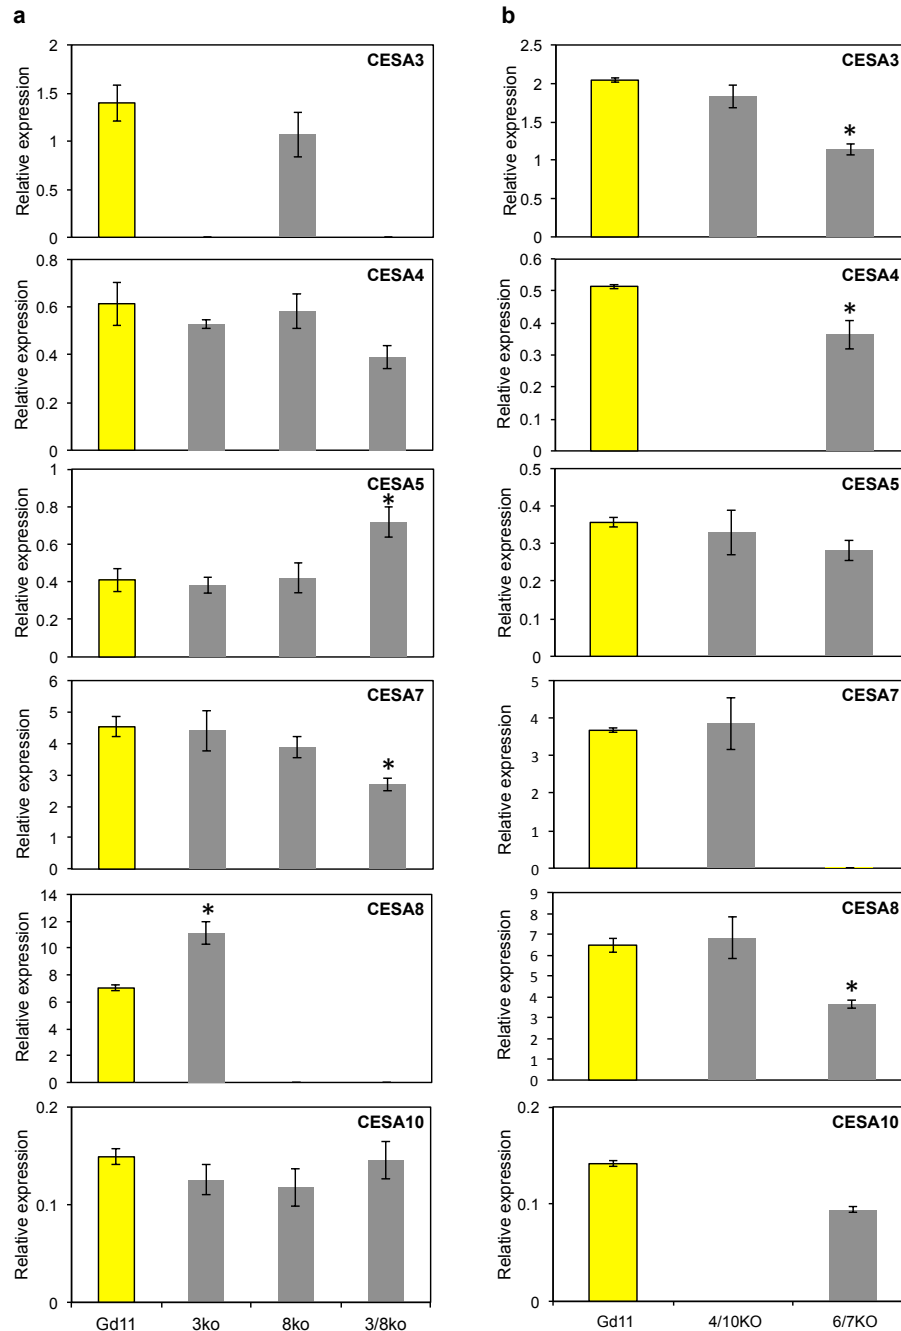 a
Relative expression
2
1.5
1
0.5
0
CESA3
Relative expression
0.8
0.6
0.4
0.2
0
CESA4
Relative expression
1
0.8
0.6
0.4
0.2
0
CESA5
*
Relative expression
6
5
4
3
2
1
0
CESA7
*
Relative expression
14
12
10
8
6
4
2
0
CESA8
*
Relative expression
0.2
0.1
0
CESA10
Gd11 3ko 8ko 3/8ko
b
Relative expression
2.5
2
1.5
1
0.5
0
CESA3
*
Relative expression
0.6
0.5
0.4
0.3
0.2
0.1
0
CESA4
*
Relative expression
0.5
0.4
0.3
0.2
0.1
0
CESA5
Relative expression
5
4
3
2
1
0
CESA7
Relative expression
9
8
7
6
5
4
3
2
1
0
CESA8
*
Relative expression
0.2
0.1
0
CESA10
Gd11 4/10KO 6/7KO